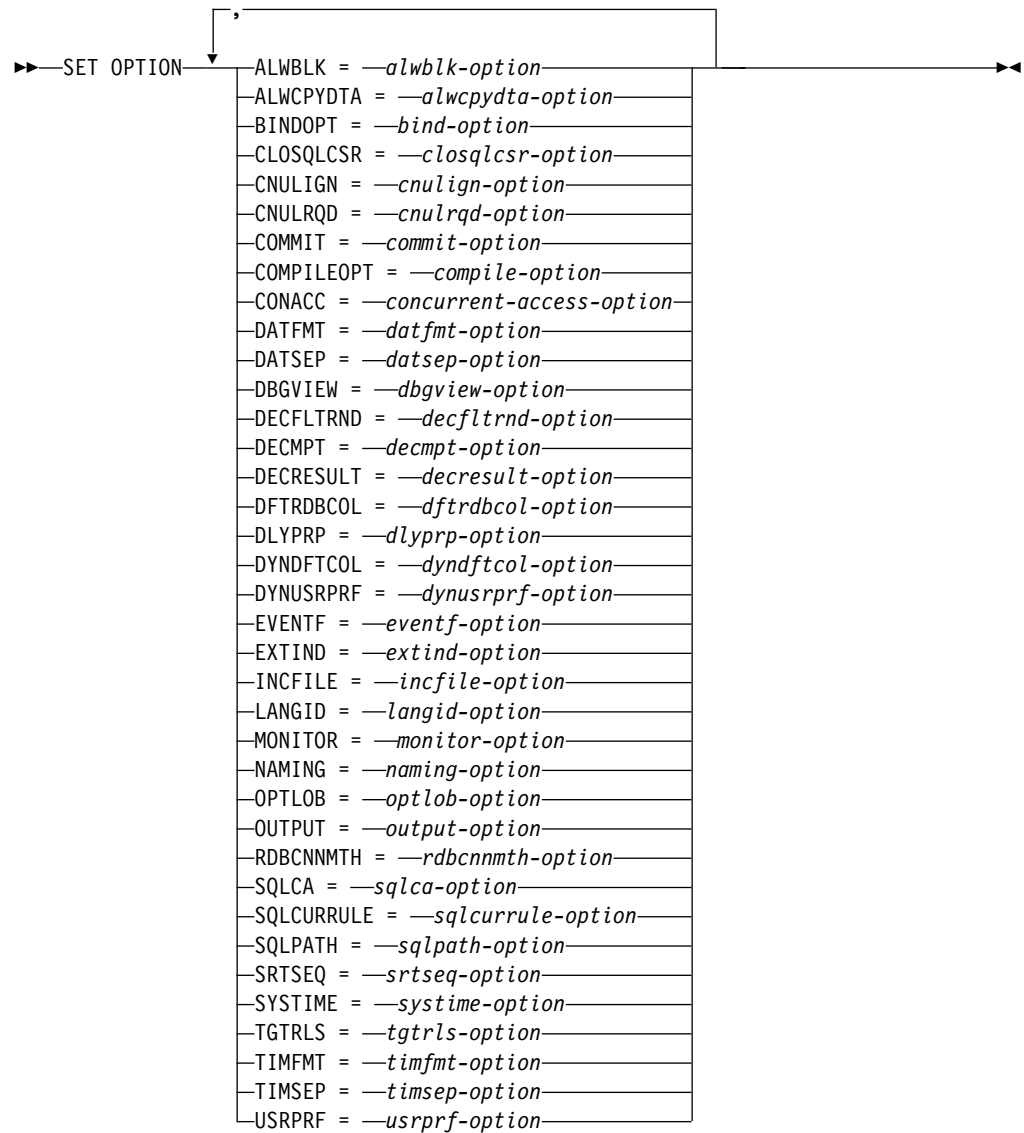 ,
SET OPTION ALWBLK = alwblk-option
ALWCPYDTA = alwcpydta-option
BINDOPT = bind-option
CLOSQLCSR = closqlcsr-option
CNULIGN = cnulign-option
CNULRQD = cnulrqd-option
COMMIT = commit-option
COMPILEOPT = compile-option
CONACC = concurrent-access-option
DATFMT = datfmt-option
DATSEP = datsep-option
DBGVIEW = dbgview-option
DECFLTRND = decfltrnd-option
DECMPT = decmpt-option
DECRESULT = decresult-option
DFTRDBCOL = dftrdbcol-option
DLYPRP = dlyprp-option
DYNDFTCOL = dyndftcol-option
DYNUSRPRF = dynusrprf-option
EVENTF = eventf-option
EXTIND = extind-option
INCFILE = incfile-option
LANGID = langid-option
MONITOR = monitor-option
NAMING = naming-option
OPTLOB = optlob-option
OUTPUT = output-option
RDBCNNMTH = rdbcnnmth-option
SQLCA = sqlca-option
SQLCURRULE = sqlcurrule-option
SQLPATH = sqlpath-option
SRTSEQ = srtseq-option
SYSTIME = systime-option
TGTRLS = tgtrls-option
TIMFMT = timfmt-option
TIMSEP = timsep-option
USRPRF = usrprf-option